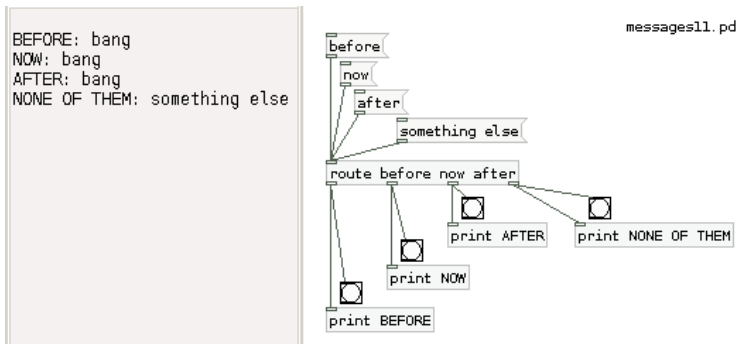 BEFORE: bang
NOW: bang
AFTER: bang
NONE OF THEM: something else
messages11.pd
before
now
after
something else
route before now after
print AFTER
print NONE OF THEM
print NOW
print BEFORE